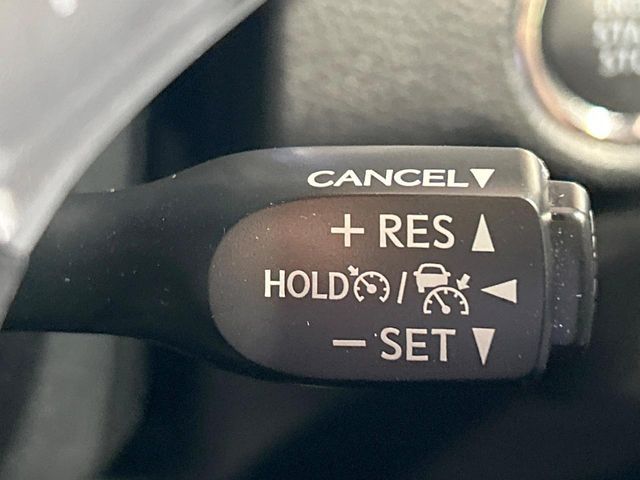 CANCEL▼
+ RES ▲
HOLD / ◀
− SET ▼